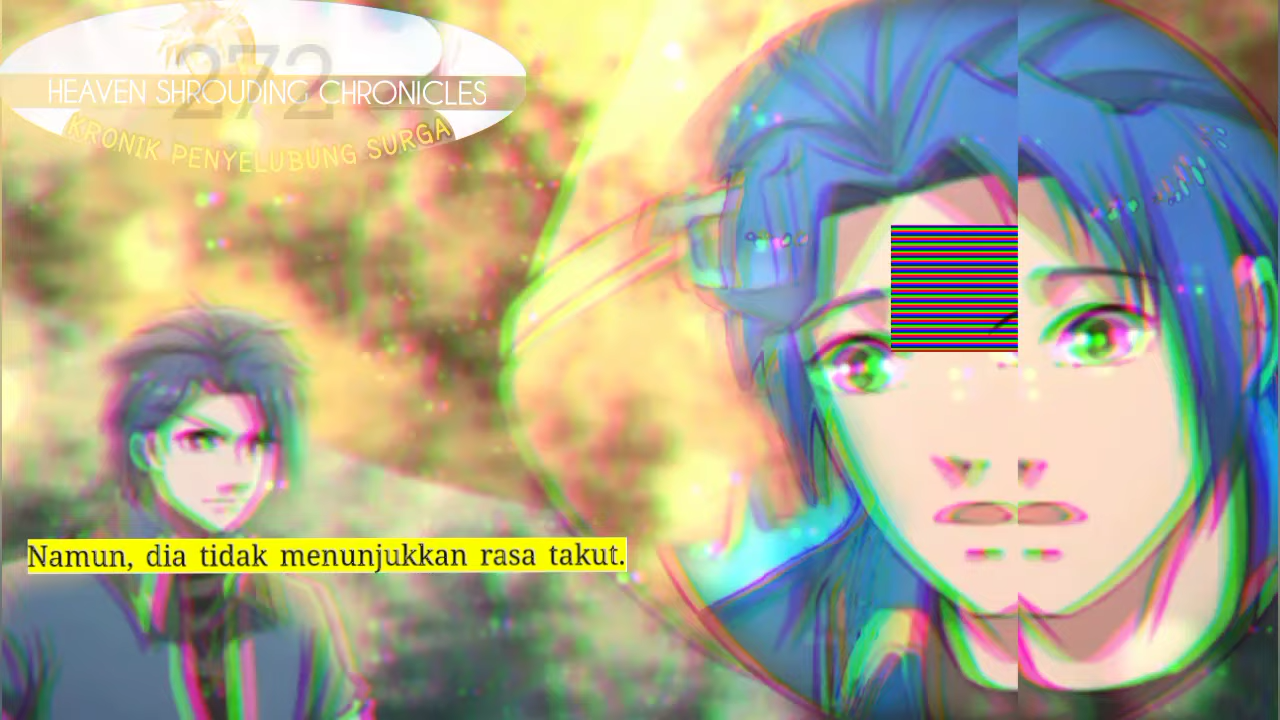 272
HEAVEN SHROUDING CHRONICLES
KRONIK PENYELUBUNG SURGA
Namun, dia tidak menunjukkan rasa takut.